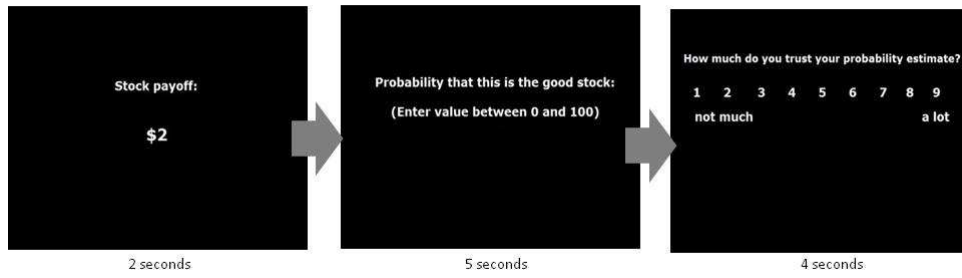 Stock payoff:
$2
2 seconds
Probability that this is the good stock:
(Enter value between 0 and 100)
5 seconds
How much do you trust your probability estimate?
1 2 3 4 5 6 7 8 9
not much a lot
4 seconds